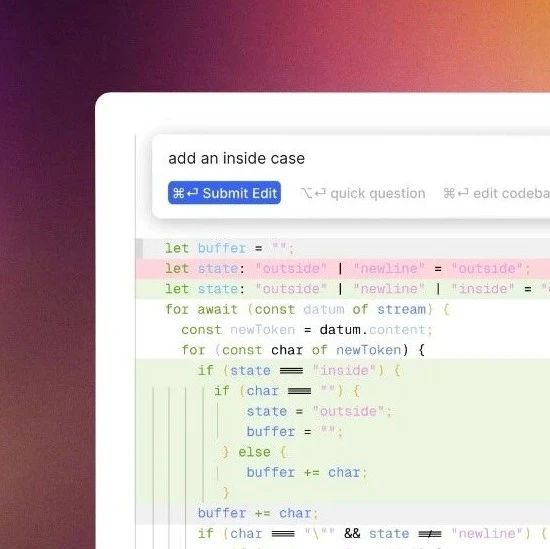 add an inside case
⌘⏎ Submit Edit ⌥⏎ quick question ⌘⏎ edit codeba
let buffer = "";
let state: "outside" | "newline" = "outside";
let state: "outside" | "newline" | "inside" = "
for await (const datum of stream) {
const newToken = datum.content;
for (const char of newToken) {
if (state === "inside") {
if (char === "") {
state = "outside";
buffer = "";
} else {
buffer += char;
}
buffer += char;
if (char === "\"" && state !== "newline") {